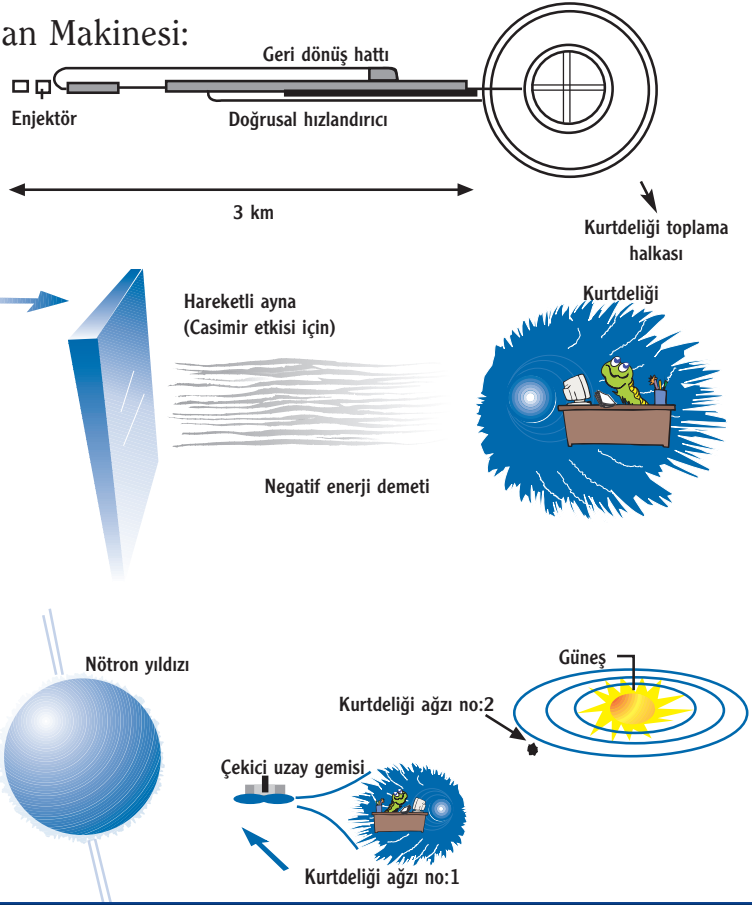 an Makinesi:
Geri dönüş hattı
Enjektör
Doğrusal hızlandırıcı
3 km
Kurtdeliği toplama
halkası
Hareketli ayna
(Casimir etkisi için)
Kurtdeliği
Negatif enerji demeti
Nötron yıldızı
Güneş
Kurtdeliği ağzı no:2
Çekici uzay gemisi
Kurtdeliği ağzı no:1